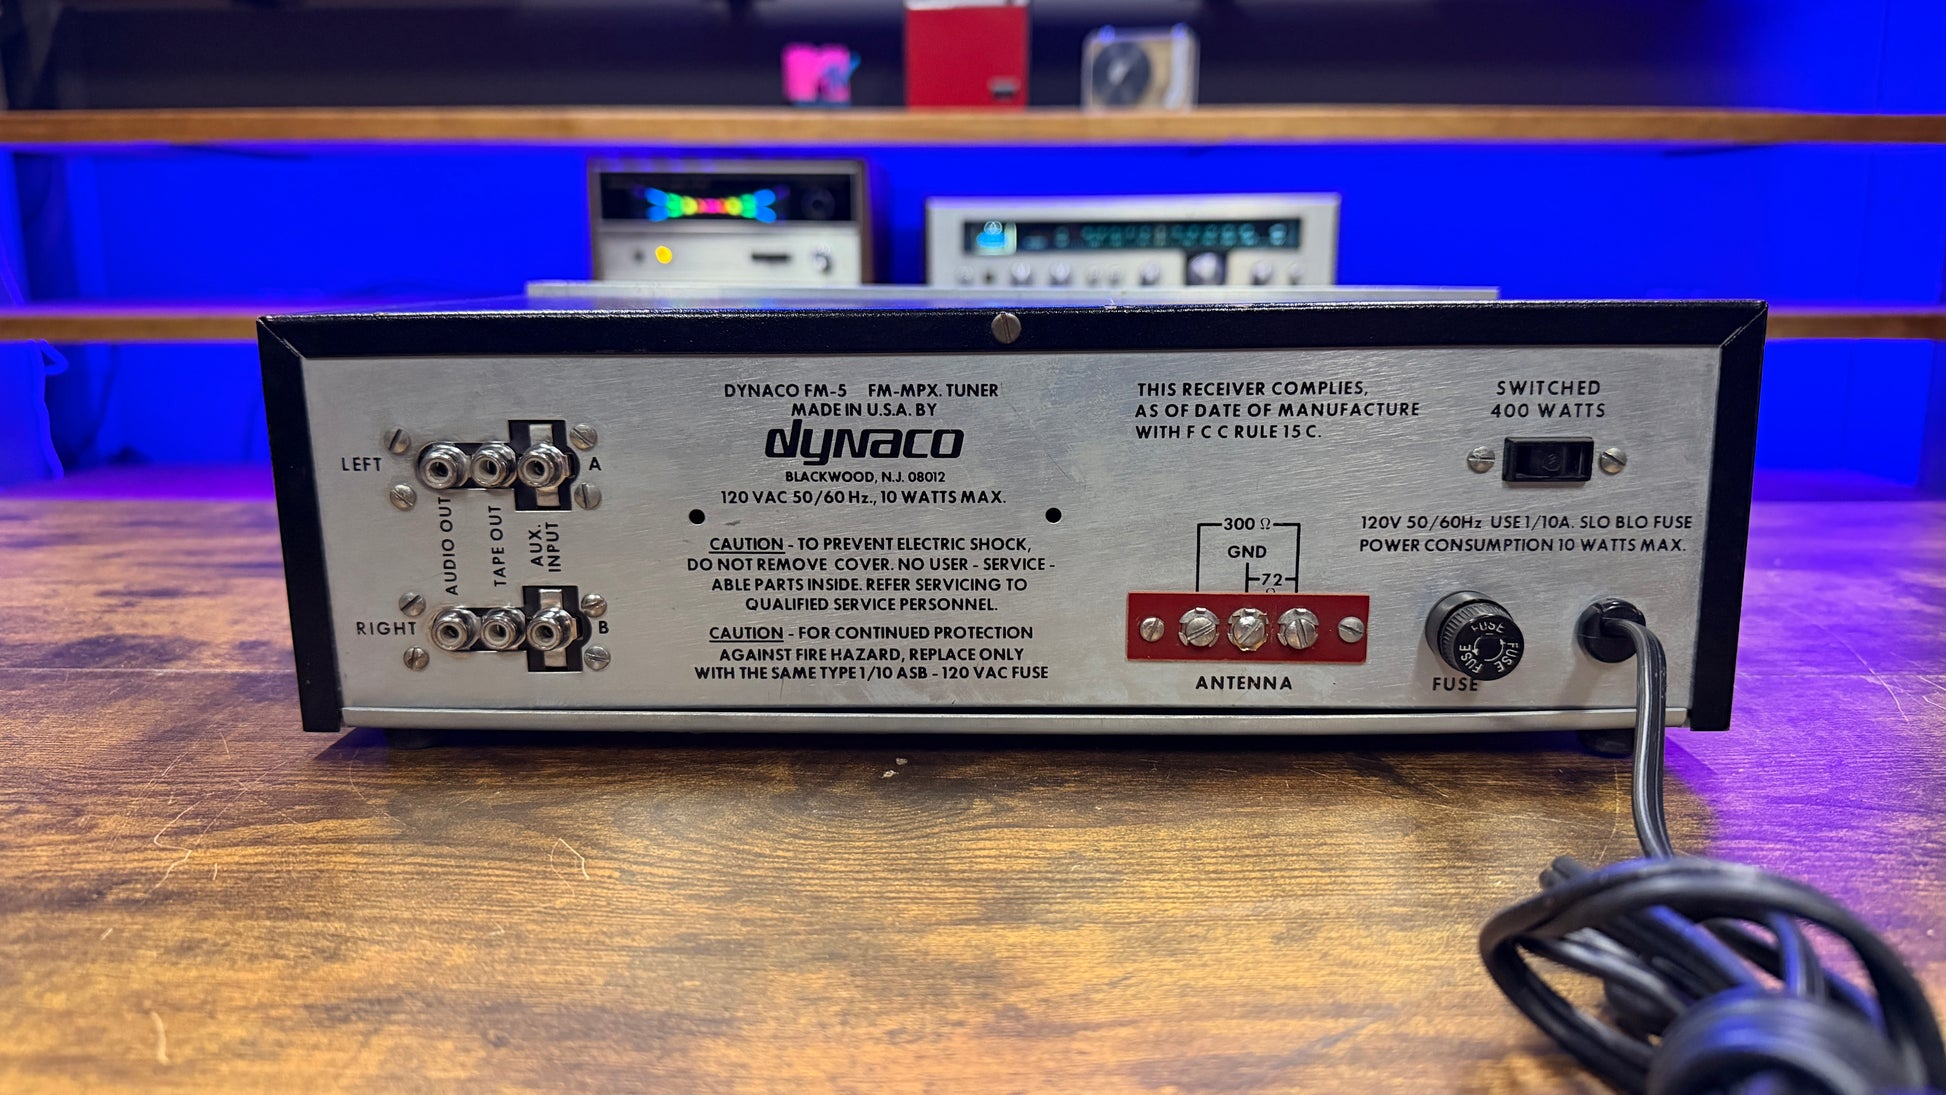 DYNACO FM-5 FM-MPX. TUNER
MADE IN U.S.A. BY
dynaco
BLACKWOOD, N.J. 08012
120 VAC 50/60 Hz., 10 WATTS MAX.
CAUTION - TO PREVENT ELECTRIC SHOCK,
DO NOT REMOVE COVER. NO USER - SERVICE -
ABLE PARTS INSIDE. REFER SERVICING TO
QUALIFIED SERVICE PERSONNEL.
CAUTION - FOR CONTINUED PROTECTION
AGAINST FIRE HAZARD, REPLACE ONLY
WITH THE SAME TYPE 1/10 ASB - 120 VAC FUSE
LEFT
A
AUDIO OUT
TAPE OUT
AUX.
INPUT
RIGHT
B
THIS RECEIVER COMPLIES,
AS OF DATE OF MANUFACTURE
WITH F C C RULE 15 C.
300 Ω
GND
72
Ω
ANTENNA
SWITCHED
400 WATTS
120V 50/60Hz USE 1/10A. SLO BLO FUSE
POWER CONSUMPTION 10 WATTS MAX.
FUSE
FUSE
FUSE
FUSE